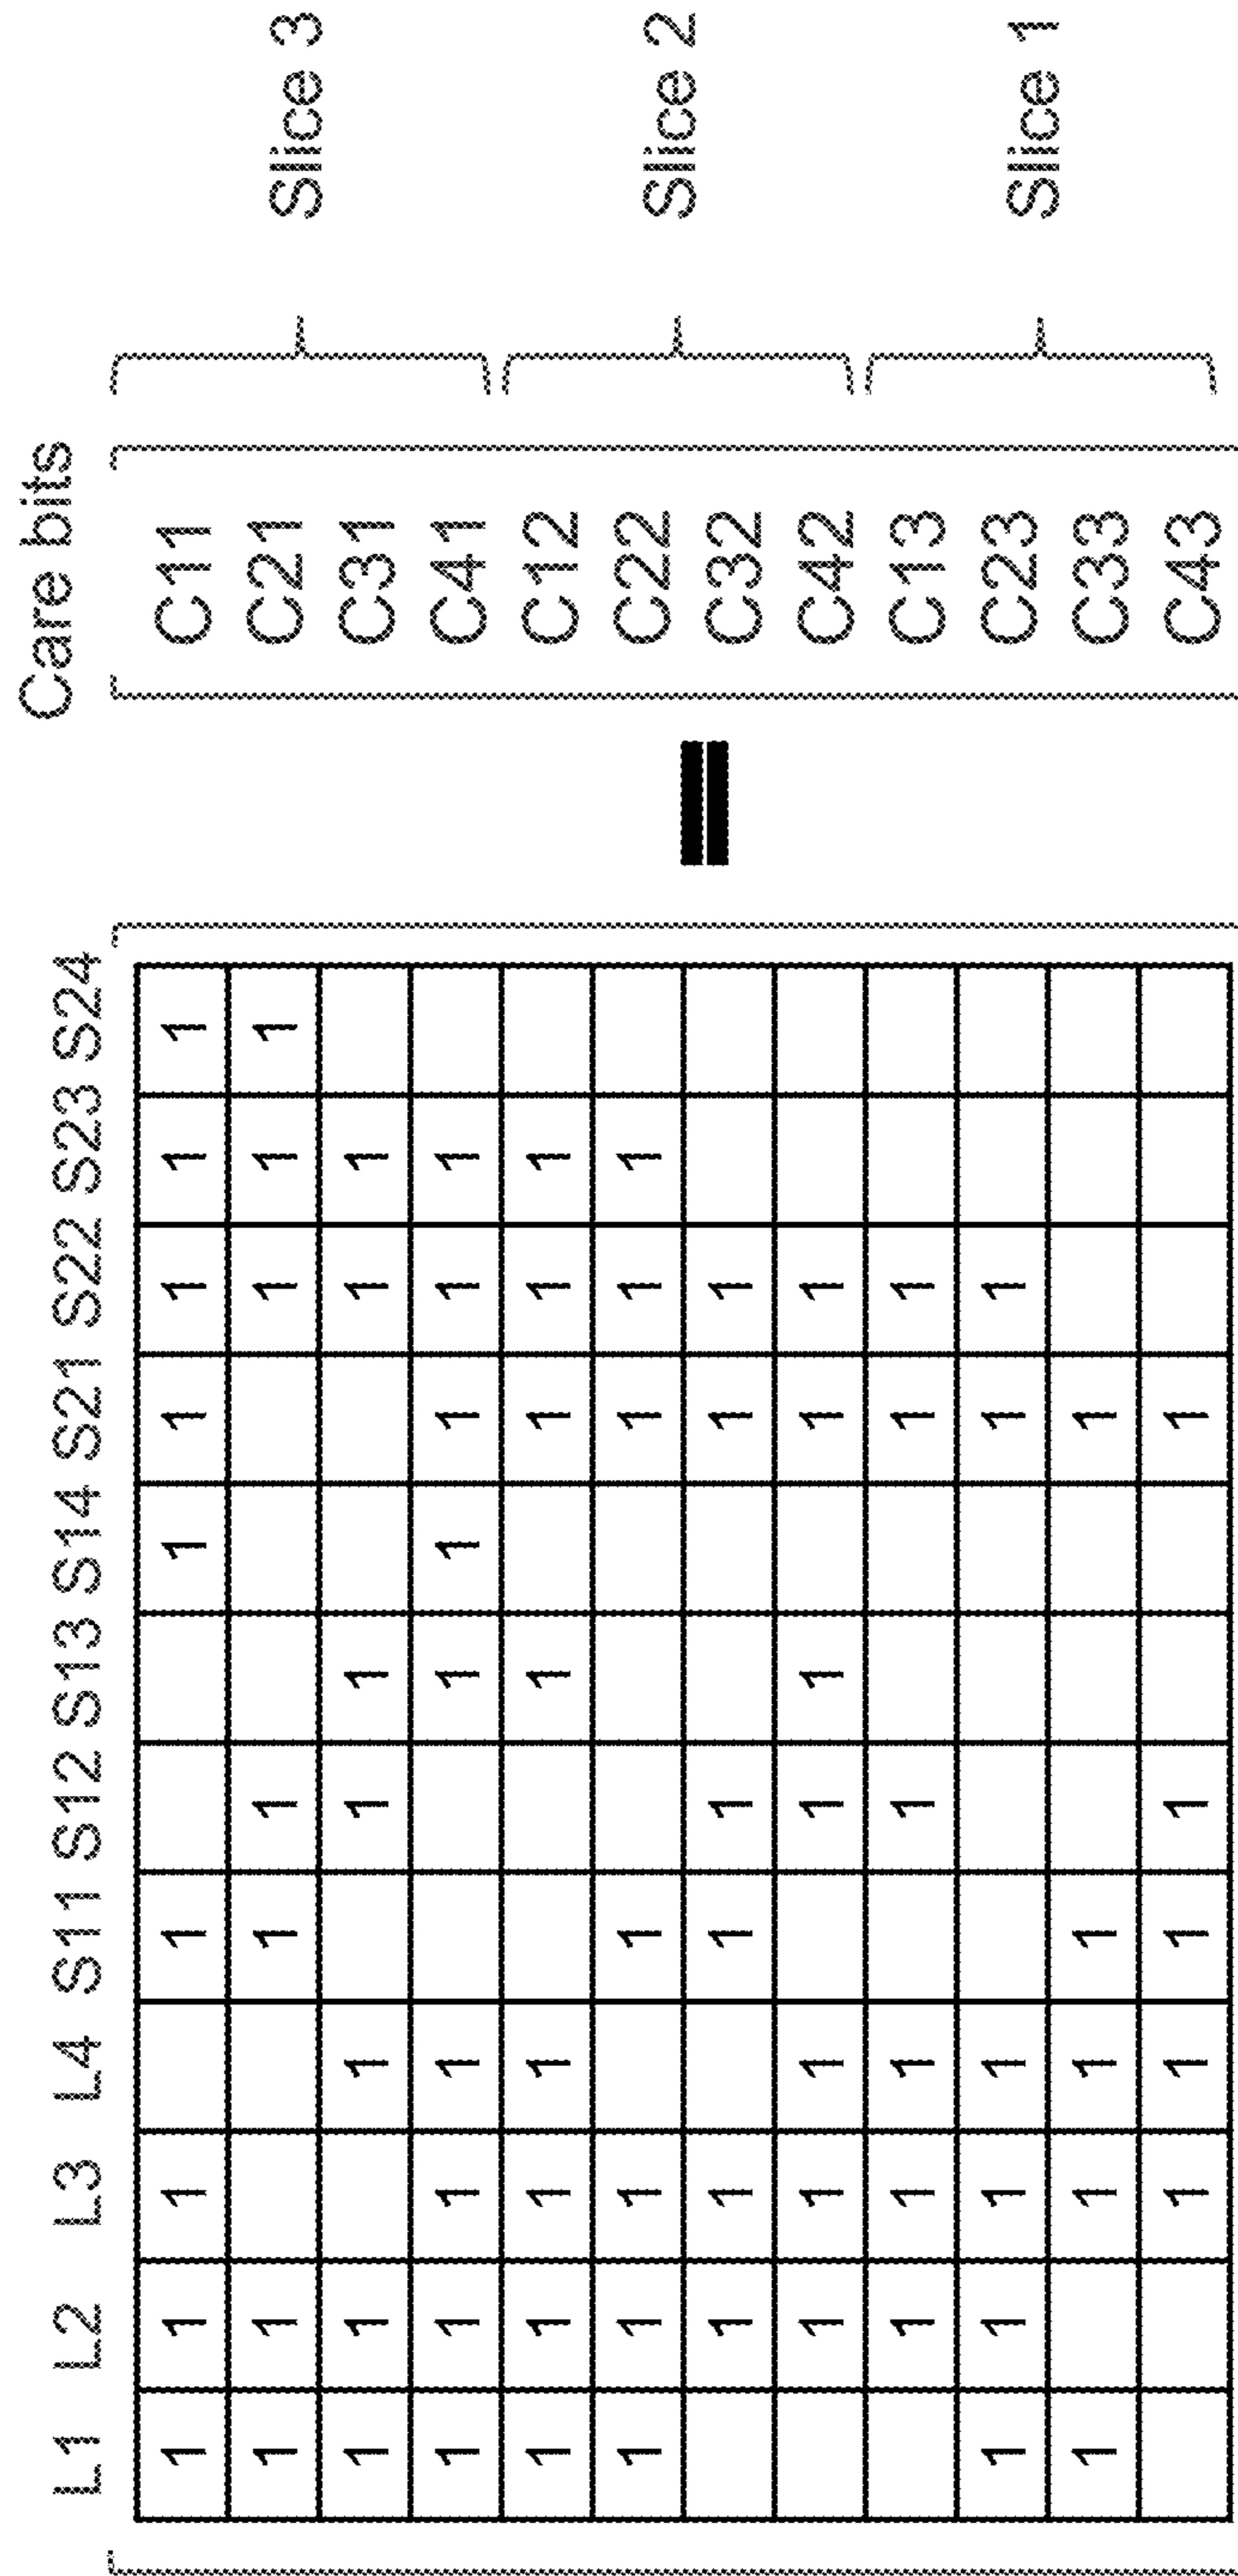 Care bits
L1 L2 L3 L4 S11 S12 S13 S14 S21 S22 S23 S24
1 1 1 1 1 1 1 1 1 C11
1 1 1 1 1 1 1 C21
Slice 3
1 1 1 1 1 1 1 C31
1 1 1 1 1 1 1 1 1 C41
1 1 1 1 1 1 1 1 C12
1 1 1 1 1 1 1 C22
Slice 2
1 1 1 1 1 1 C32
1 1 1 1 1 1 1 C42
1 1 1 1 1 1 C13
1 1 1 1 1 1 C23
Slice 1
1 1 1 1 1 C33
1 1 1 1 1 C43